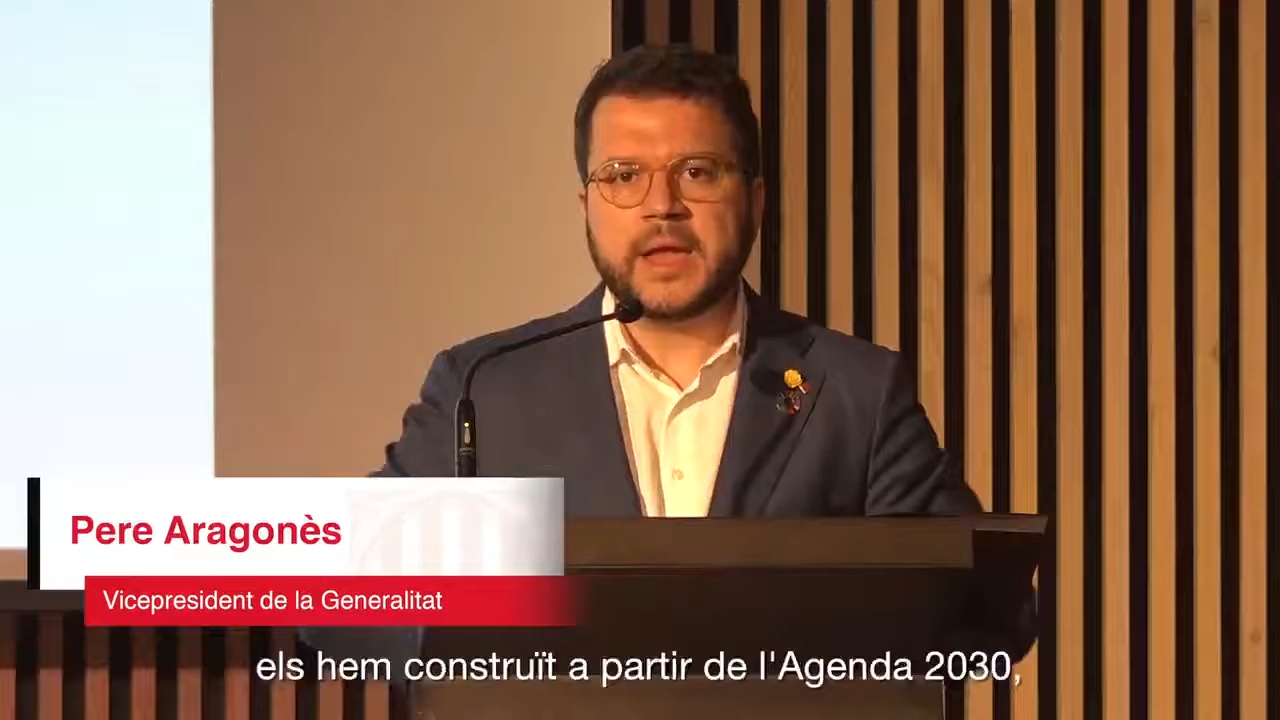 Pere Aragonès
Vicepresident de la Generalitat
els hem construït a partir de l'Agenda 2030,